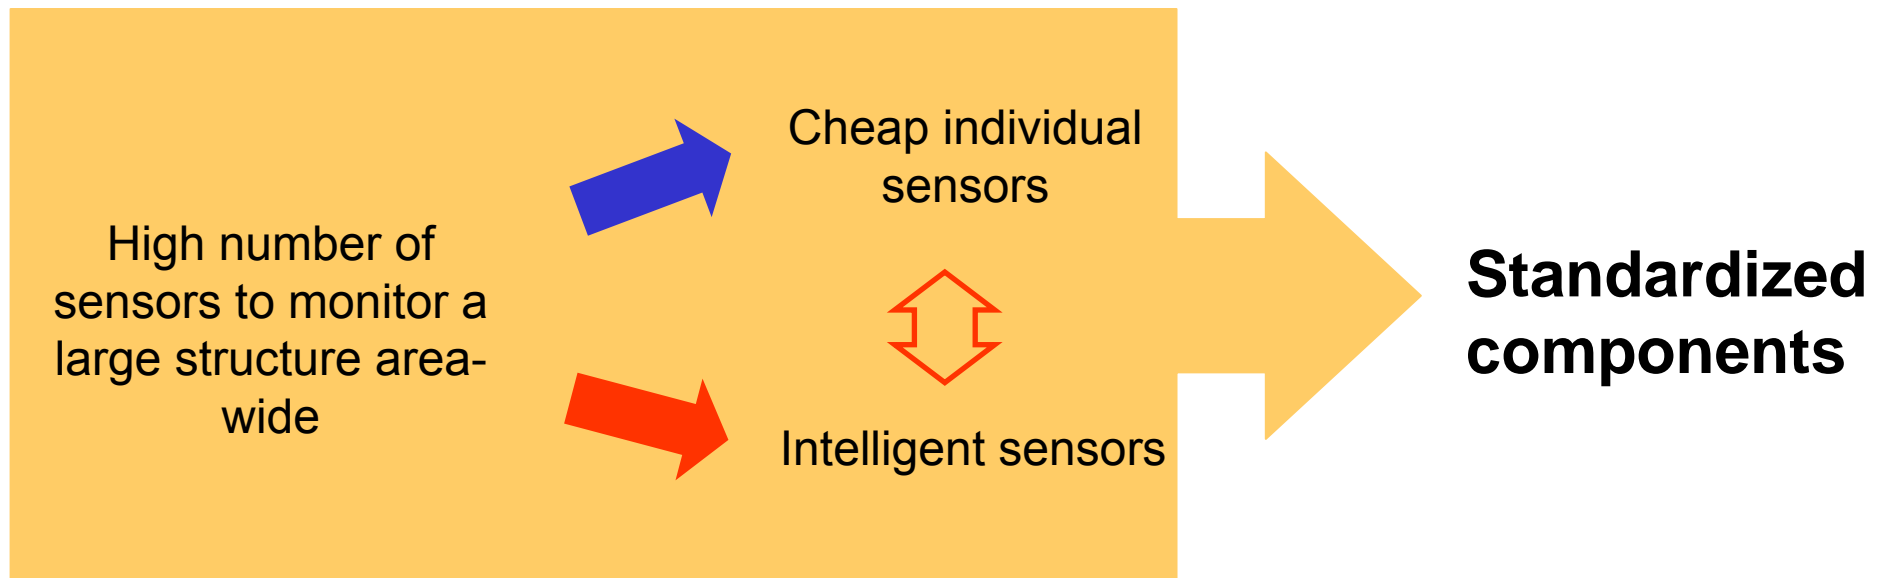 High number of
sensors to monitor a
large structure area-
wide
Cheap individual
sensors
Intelligent sensors
Standardized
components